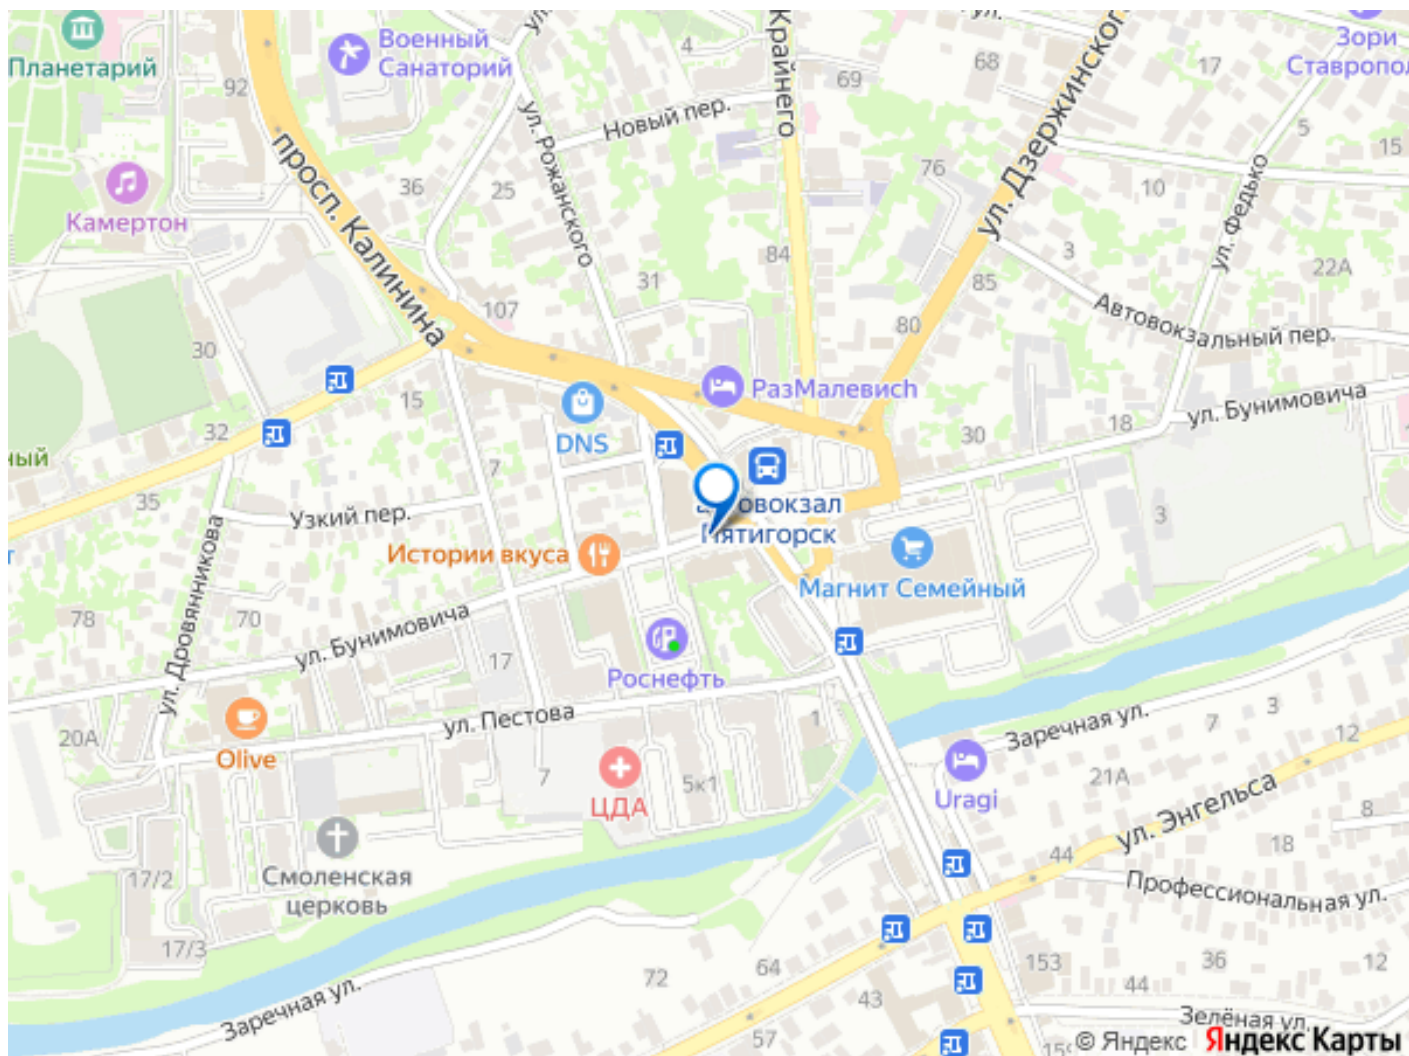 Планетарий
Военный
Санаторий
92
ул.
4
Крайнего
69
ул.
68
17
Зори
Ставрополь
Новый пер.
ул. Рожанского
просп. Калинина
ул. Дзержинского
5
15
76
10
ул. Федько
Камертон
36
25
31
84
3
85
22А
107
80
Автовокзальный пер.
30
РазМалевич
15
32
DNS
7
30
18
ул. Бунимовича
ный
35
Узкий пер.
автовокзал
Пятигорск
3
Истории вкуса
Магнит Семейный
ул. Дровянникова
78
70
ул. Бунимовича
17
Роснефть
20А
Olive
ул. Пестова
1
Заречная ул.
7
3
12
7
ЦДА
5к1
Uragi
21А
ул. Энгельса
8
18
Смоленская
церковь
17/2
44
Профессиональная ул.
17/3
Заречная ул.
72
64
43
57
153
44
36
12
Зелёная ул.
© Яндекс Яндекс Карты